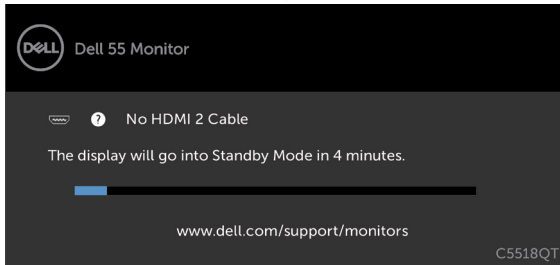 DELL Dell 55 Monitor
? No HDMI 2 Cable
The display will go into Standby Mode in 4 minutes.
www.dell.com/support/monitors
C5518QT